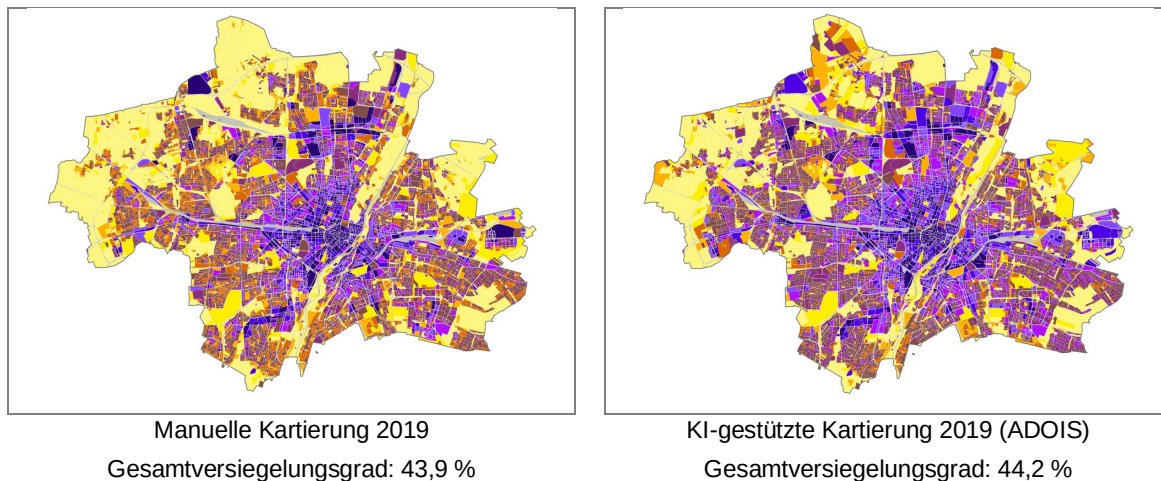 Manuelle Kartierung 2019
Gesamtversiegelungsgrad: 43,9 %
KI-gestützte Kartierung 2019 (ADOIS)
Gesamtversiegelungsgrad: 44,2 %